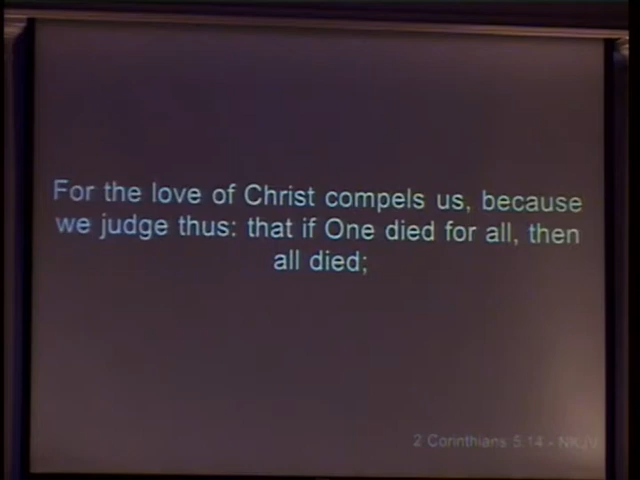 For the love of Christ compels us, because
we judge thus: that if One died for all, then
all died;
2 Corinthians 5:14 - NKJV